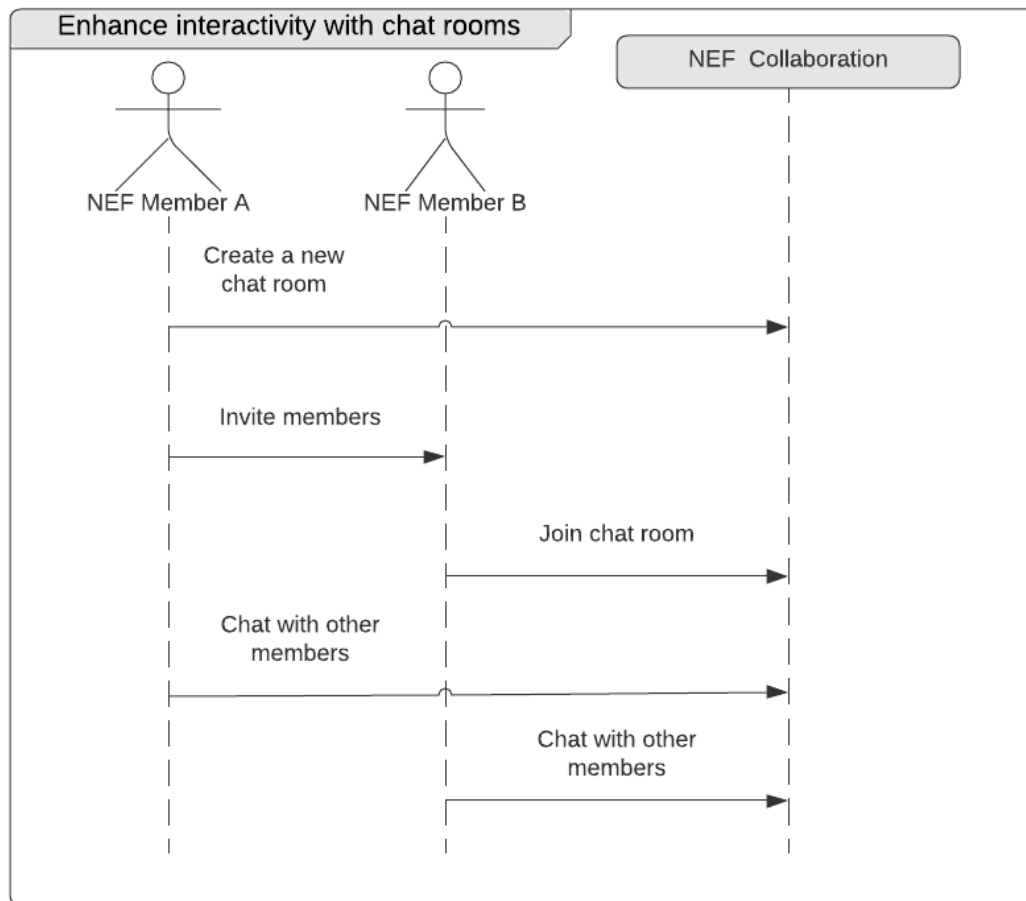 Enhance interactivity with chat rooms
NEF  Collaboration
NEF Member A
NEF Member B
Create a new
chat room
Invite members
Join chat room
Chat with other
members
Chat with other
members